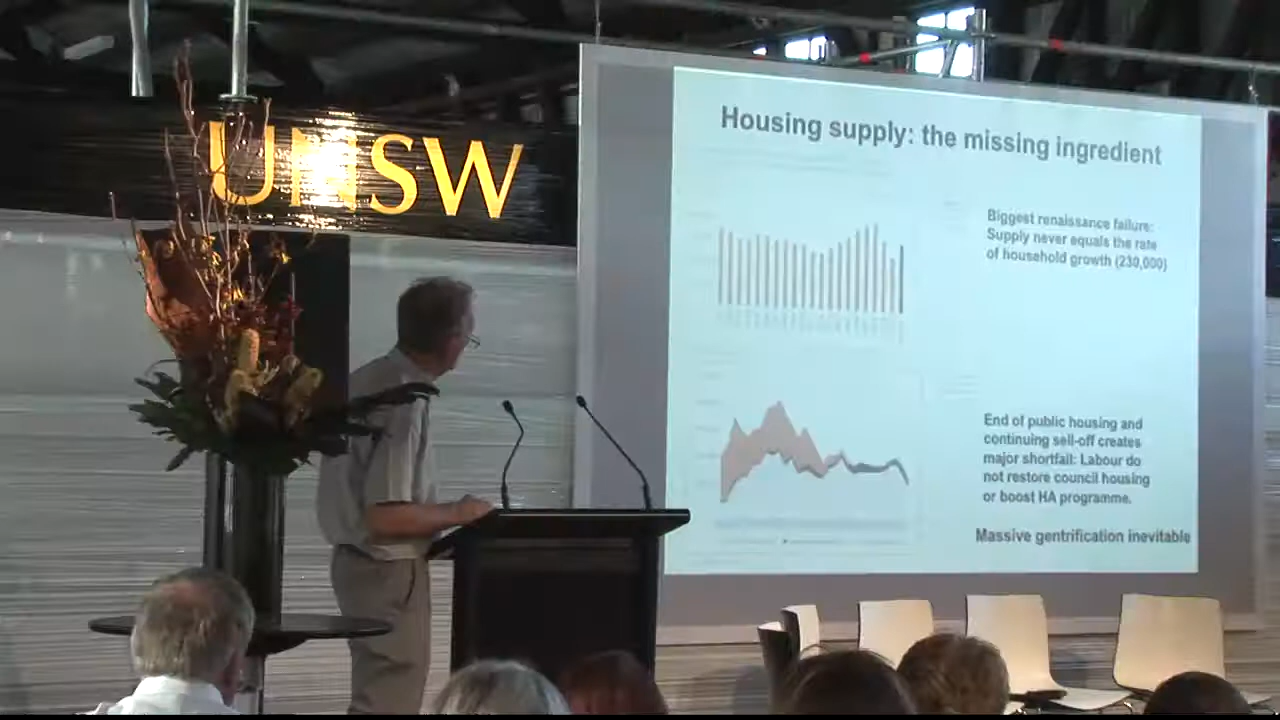 UNSW
Housing supply: the missing ingredient
Biggest renaissance failure:
Supply never equals the rate
of household growth (230,000)
End of public housing and
continuing sell-off creates
major shortfall: Labour do
not restore council housing
or boost HA programme.
Massive gentrification inevitable